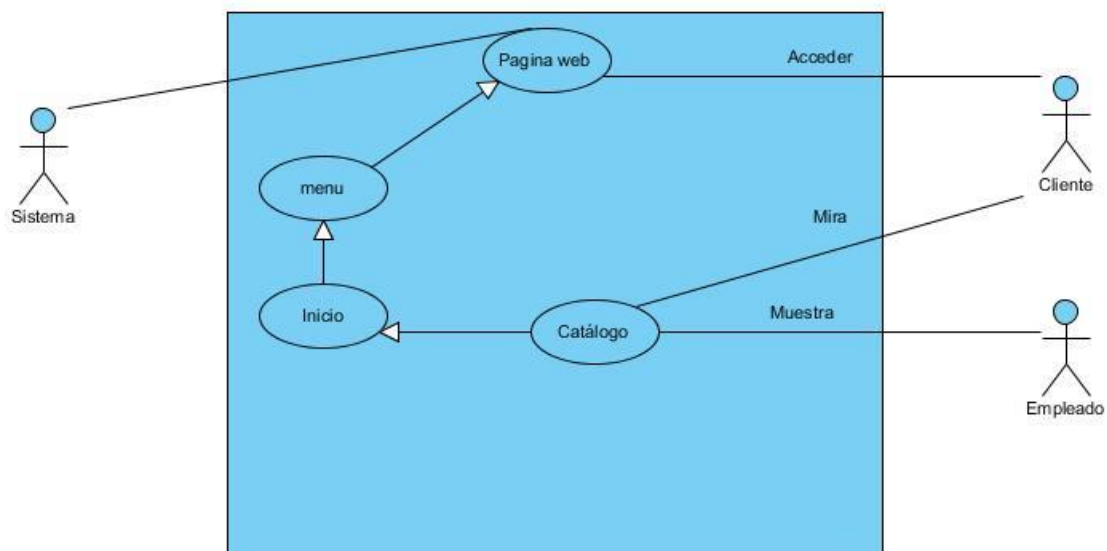 Pagina web
Acceder
Sistema
menu
Cliente
Mira
Inicio
Catálogo
Muestra
Empleado